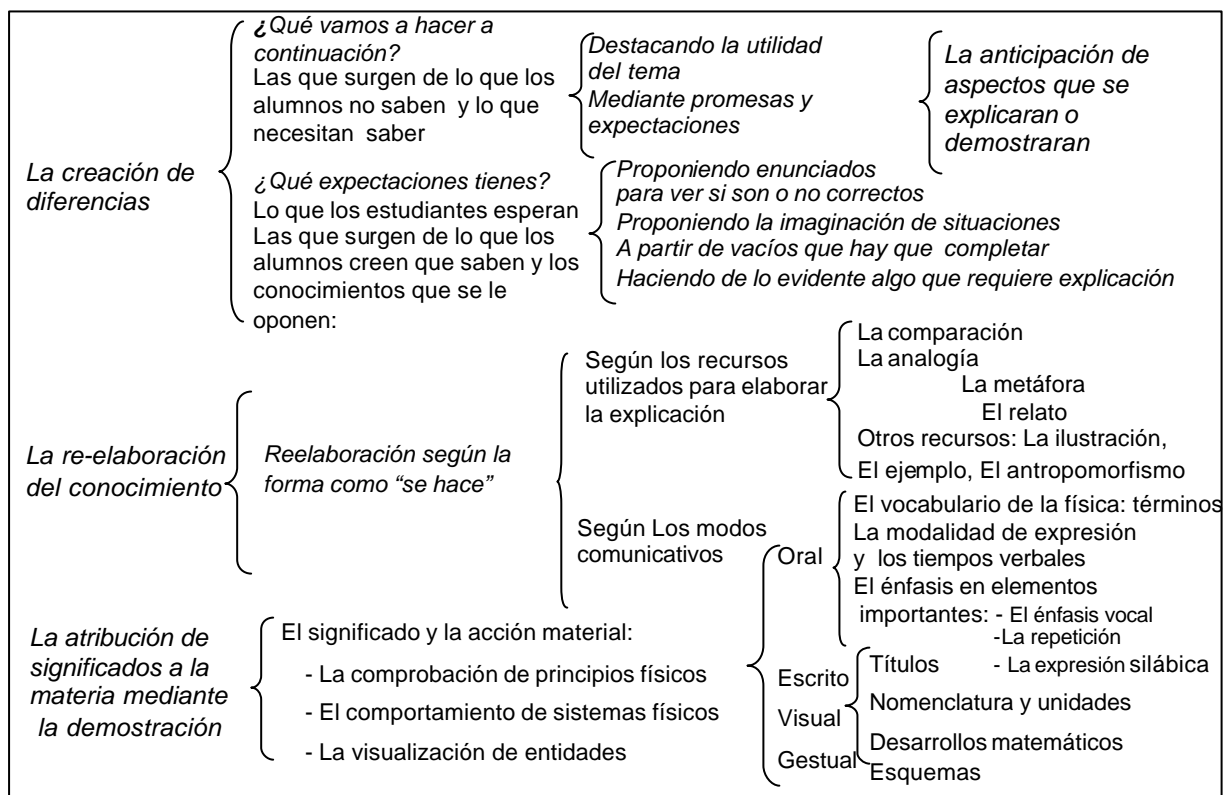 ¿Qué vamos a hacer a
continuación?
Las que surgen de lo que los
alumnos no saben y lo que
necesitan saber
Destacando la utilidad
del tema
Mediante promesas y
expectaciones
La anticipación de
aspectos que se
explicaran o
demostraran
La creación de
diferencias
¿Qué expectaciones tienes?
Lo que los estudiantes esperan
Las que surgen de lo que los
alumnos creen que saben y los
conocimientos que se le
oponen:
Proponiendo enunciados
para ver si son o no correctos
Proponiendo la imaginación de situaciones
A partir de vacíos que hay que completar
Haciendo de lo evidente algo que requiere explicación
La re-elaboración
del conocimiento
Reelaboración según la
forma como “se hace”
Según los recursos
utilizados para elaborar
la explicación
La comparación
La analogía
La metáfora
El relato
Otros recursos: La ilustración,
El ejemplo, El antropomorfismo
Según Los modos
comunicativos
Oral
El vocabulario de la física: términos
La modalidad de expresión
y los tiempos verbales
El énfasis en elementos
importantes: - El énfasis vocal
-La repetición
- La expresión silábica
Escrito
Visual
Gestual
Títulos
Nomenclatura y unidades
Desarrollos matemáticos
Esquemas
La atribución de
significados a la
materia mediante
la demostración
El significado y la acción material:
- La comprobación de principios físicos
- El comportamiento de sistemas físicos
- La visualización de entidades